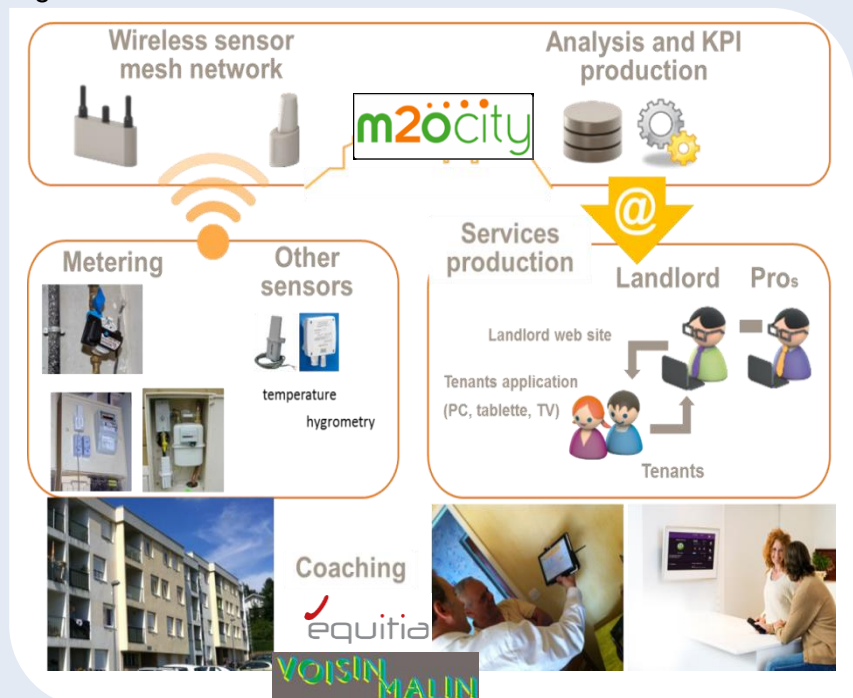 Wireless sensor
mesh network
Analysis and KPI
production
m2ocity
@
Metering
Other
sensors
temperature
hygrometry
Services
production
Landlord
Pros
Landlord web site
Tenants application
(PC, tablette, TV)
Tenants
Coaching
equitia
VOISIN
MALIN